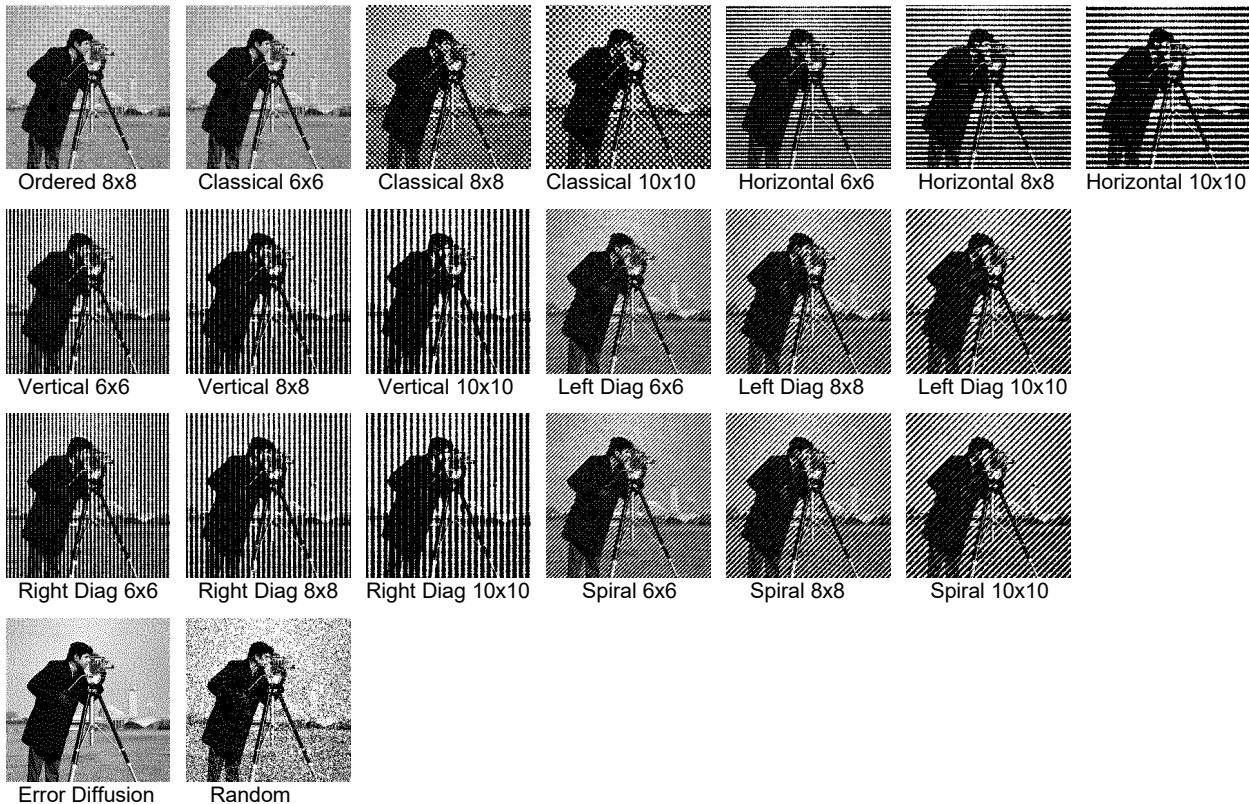 Ordered 8x8 Classical 6x6 Classical 8x8 Classical 10x10 Horizontal 6x6 Horizontal 8x8 Horizontal 10x10
Vertical 6x6 Vertical 8x8 Vertical 10x10 Left Diag 6x6 Left Diag 8x8 Left Diag 10x10
Right Diag 6x6 Right Diag 8x8 Right Diag 10x10 Spiral 6x6 Spiral 8x8 Spiral 10x10
Error Diffusion Random